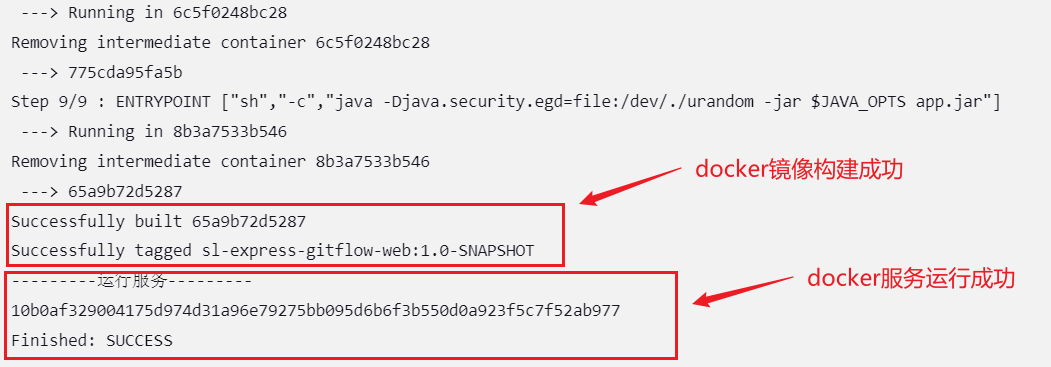 ---> Running in 6c5f0248bc28
Removing intermediate container 6c5f0248bc28
---> 775cda95fa5b
Step 9/9 : ENTRYPOINT ["sh","-c","java -Djava.security.egd=file:/dev/./urandom -jar $JAVA_OPTS app.jar"]
---> Running in 8b3a7533b546
Removing intermediate container 8b3a7533b546
---> 65a9b72d5287
docker镜像构建成功
Successfully built 65a9b72d5287
Successfully tagged sl-express-gitflow-web:1.0-SNAPSHOT
---------运行服务---------
docker服务运行成功
10b0af329004175d974d31a96e79275bb095d6b6f3b550d0a923f5c7f52ab977
Finished: SUCCESS